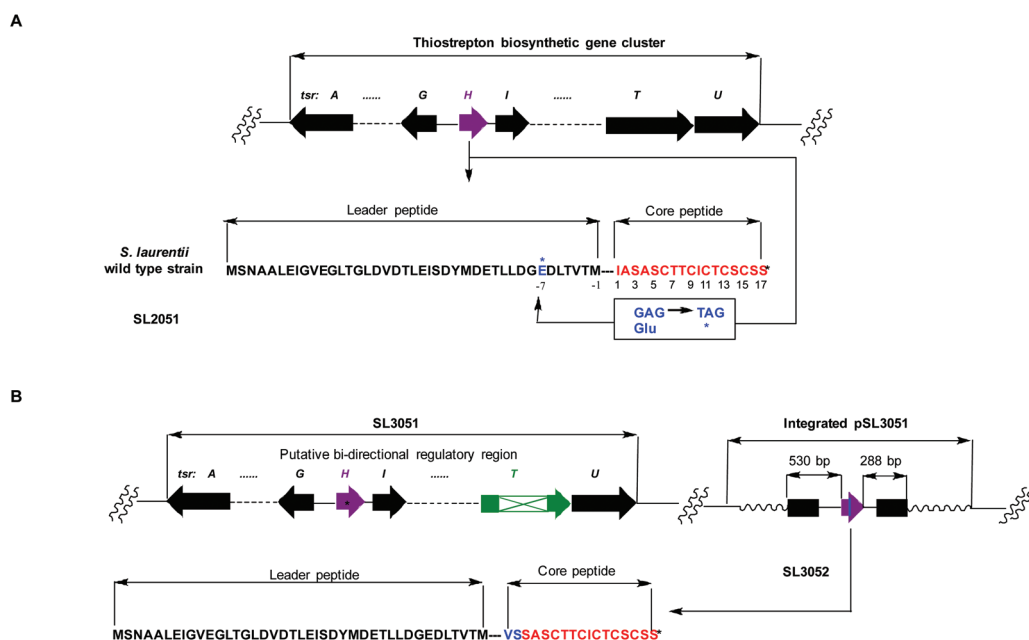 A
Thiostrepton biosynthetic gene cluster
tsr: A ...... G H I ...... T U
Leader peptide
Core peptide
S. laurentii
wild type strain
*
MSNAALEIGVEGLTGLDVDTLEISDYMDETLLDGEDLTVTM---IASASCTTCICTCSCSS*
-7 -1 1 3 5 7 9 11 13 15 17
SL2051
GAG TAG
Glu *
B
SL3051
Integrated pSL3051
Putative bi-directional regulatory region
530 bp 288 bp
tsr: A ...... G H I ...... T U
*
SL3052
Leader peptide
Core peptide
MSNAALEIGVEGLTGLDVDTLEISDYMDETLLDGEDLTVTM---VSSASCTTCICTCSCSS*